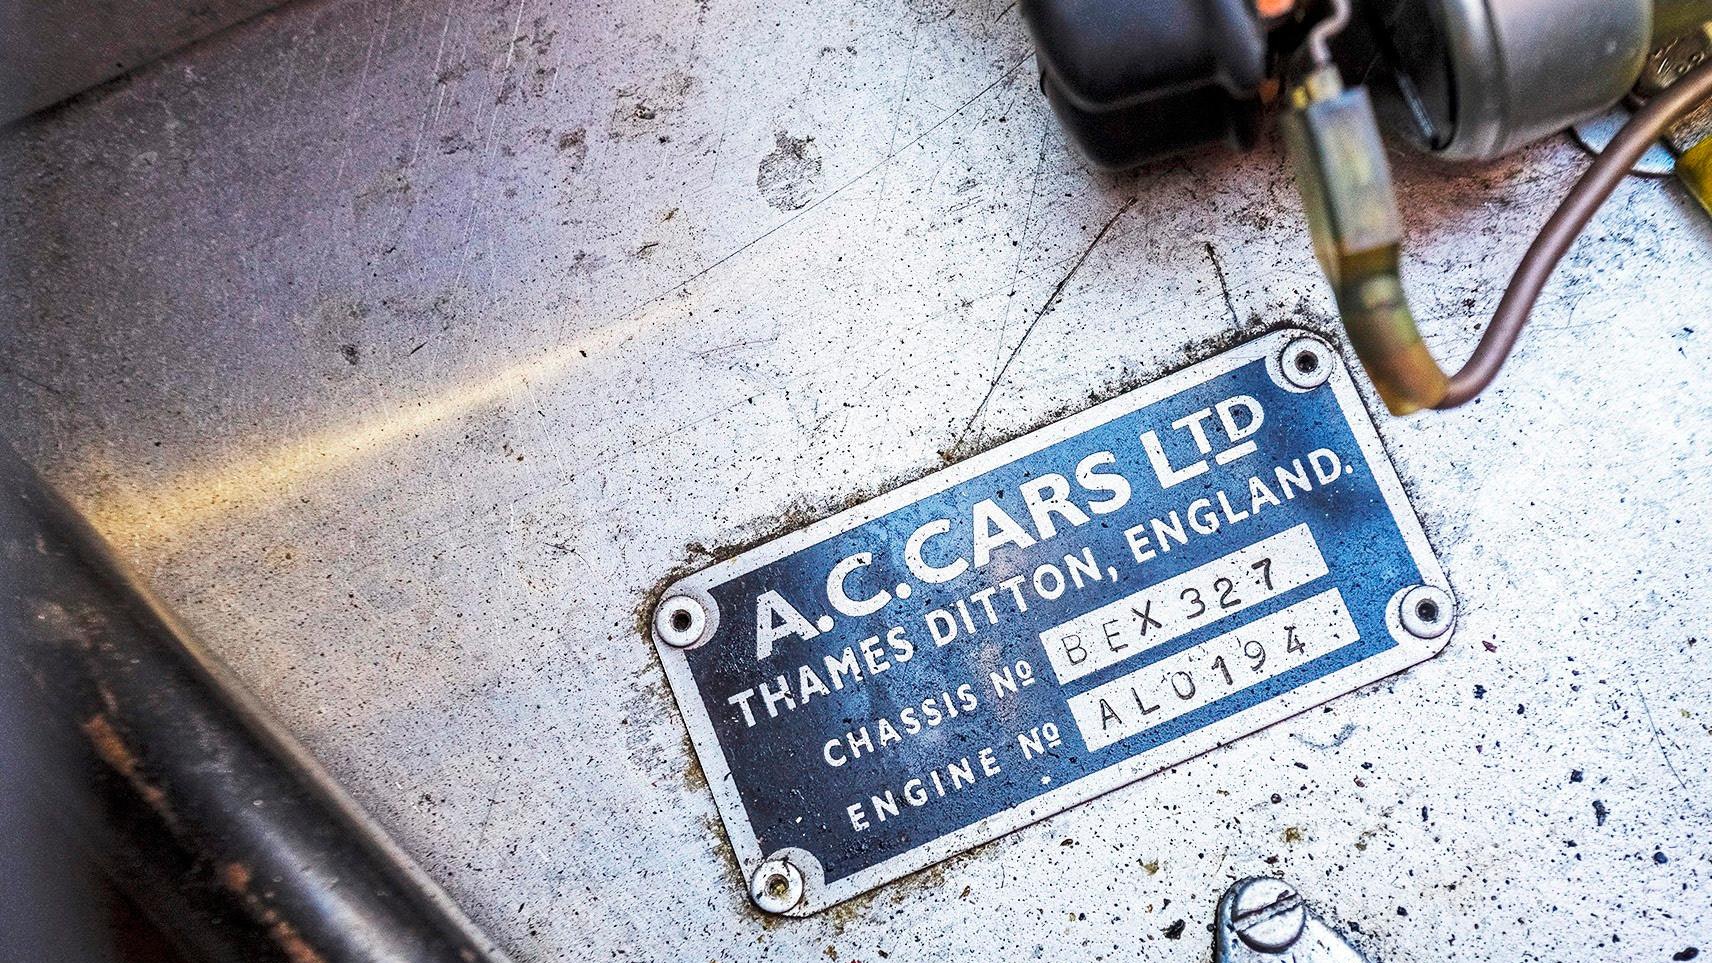 A.C. CARS LTD
THAMES DITTON, ENGLAND.
CHASSIS No BEX 327
ENGINE No AL0194